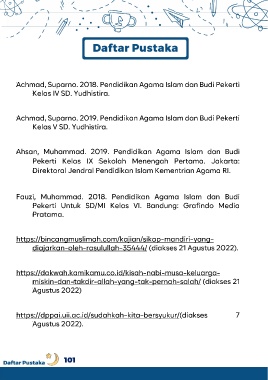 Daftar Pustaka
Achmad, Suparno. 2018. Pendidikan Agama Islam dan Budi Pekerti
Kelas IV SD. Yudhistira.
Achmad, Suparno. 2019. Pendidikan Agama Islam dan Budi Pekerti
Kelas V SD. Yudhistira.
Ahsan, Muhammad. 2019. Pendidikan Agama Islam dan Budi
Pekerti Kelas IX Sekolah Menengah Pertama. Jakarta:
Direktoral Jendral Pendidikan Islam Kementrian Agama RI.
Fauzi, Muhammad. 2018. Pendidikan Agama Islam dan Budi
Pekerti Untuk SD/MI Kelas VI. Bandung: Grafindo Media
Pratama.
https://bincangmuslimah.com/kajian/sikap-mandiri-yang-
diajarkan-oleh-rasulullah-35444/ (diakses 21 Agustus 2022).
https://dakwah.kamikamu.co.id/kisah-nabi-musa-keluarga-
miskin-dan-takdir-allah-yang-tak-pernah-salah/ (diakses 21
Agustus 2022)
https://dppai.uii.ac.id/sudahkah-kita-bersyukur/(diakses 7
Agustus 2022).
Daftar Pustaka 101